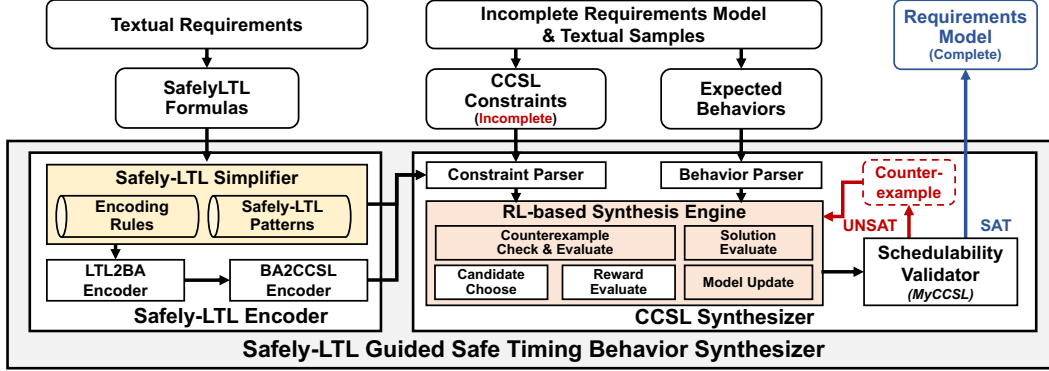 Textual Requirements
Incomplete Requirements Model
& Textual Samples
Requirements
Model
(Complete)
SafelyLTL
Formulas
CCSL
Constraints
(Incomplete)
Expected
Behaviors
Safely-LTL Simplifier
Encoding
Rules
Safely-LTL
Patterns
LTL2BA
Encoder
BA2CCSL
Encoder
Safely-LTL Encoder
Constraint Parser
Behavior Parser
Counter-
example
RL-based Synthesis Engine
Counterexample
Check & Evaluate
Solution
Evaluate
Candidate
Choose
Reward
Evaluate
Model Update
UNSAT
SAT
Schedulability
Validator
(MyCCSL)
CCSL Synthesizer
Safely-LTL Guided Safe Timing Behavior Synthesizer